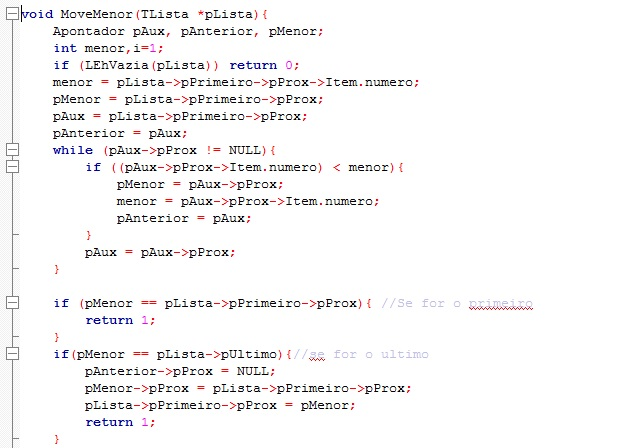 void MoveMenor(TLista *pLista){
Apontador pAux, pAnterior, pMenor;
int menor,i=1;
if (LEhVazia(pLista)) return 0;
menor = pLista->pPrimeiro->pProx->Item.numero;
pMenor = pLista->pPrimeiro->pProx;
pAux = pLista->pPrimeiro->pProx;
pAnterior = pAux;
while (pAux->pProx != NULL){
if ((pAux->pProx->Item.numero) < menor){
pMenor = pAux->pProx;
menor = pAux->pProx->Item.numero;
pAnterior = pAux;
}
pAux = pAux->pProx;
}
if (pMenor == pLista->pPrimeiro->pProx){ //Se for o primeiro
return 1;
}
if(pMenor == pLista->pUltimo){//se for o ultimo
pAnterior->pProx = NULL;
pMenor->pProx = pLista->pPrimeiro->pProx;
pLista->pPrimeiro->pProx = pMenor;
return 1;
}